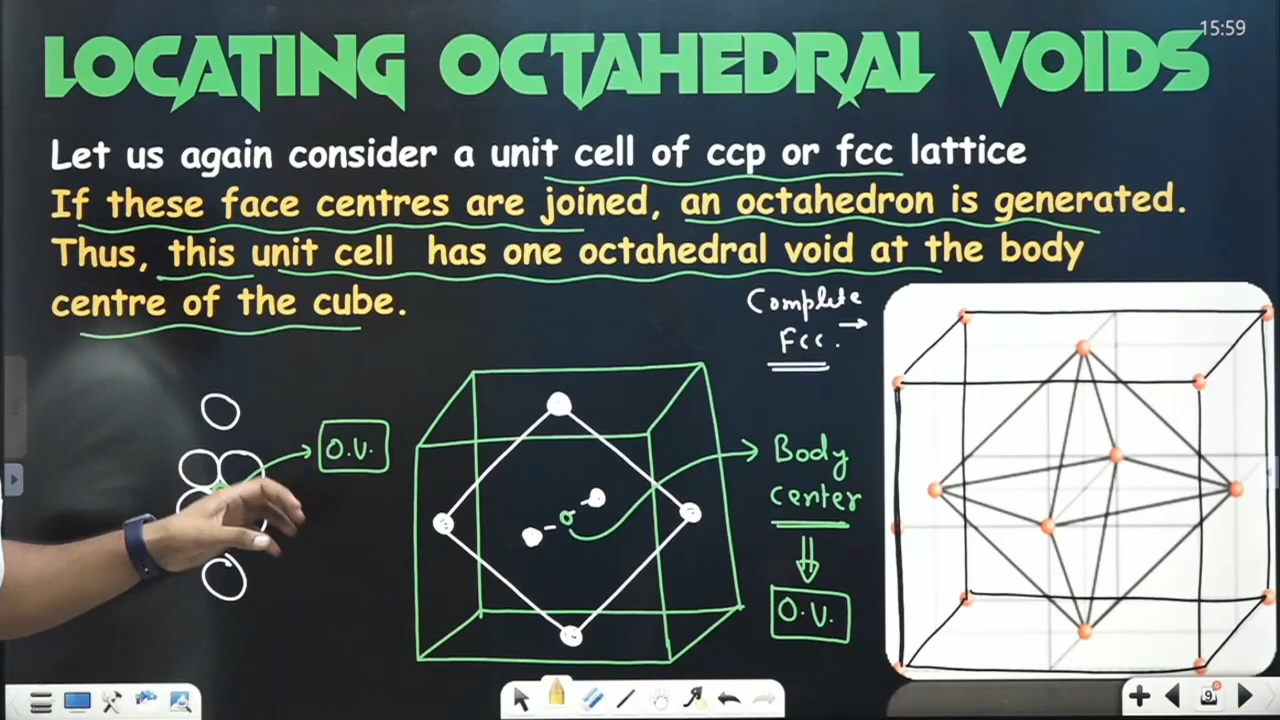 15:59
LOCATING OCTAHEDRAL VOIDS
Let us again consider a unit cell of ccp or fcc lattice
If these face centres are joined, an octahedron is generated.
Thus, this unit cell has one octahedral void at the body
centre of the cube.
Complete
Fcc.
O.V.
Body
center
O.V.
9